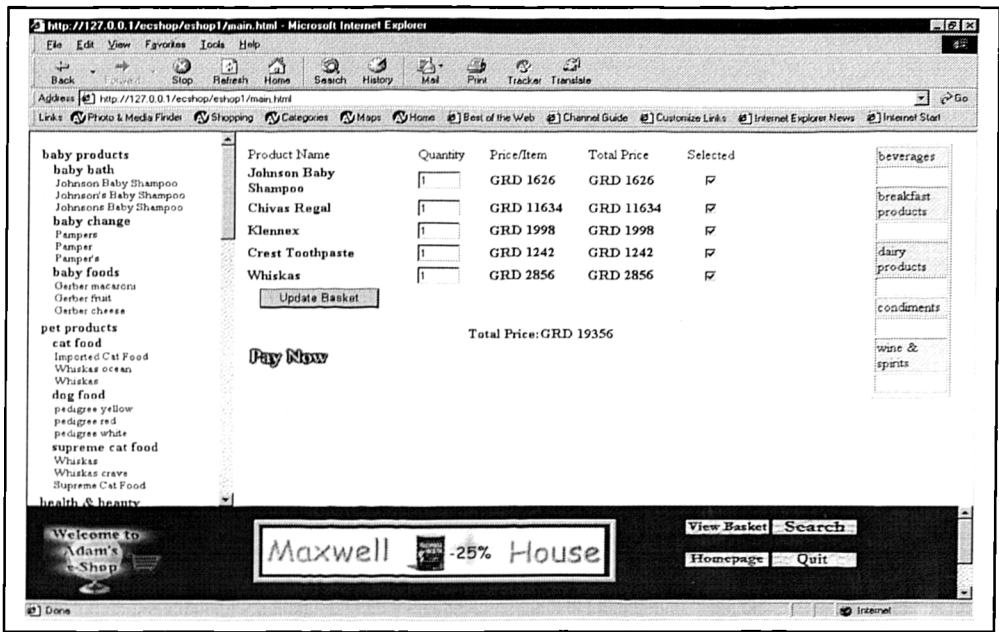 http://127.0.0.1/ecshop/eshop1/main.html - Microsoft Internet Explorer
File Edit View Favorites Tools Help
Back Forward Stop Refresh Home Search History Mail Print Tracker Translate
Address http://127.0.0.1/ecshop/eshop1/main.html Go
Links Photo & Media Finder Shopping Categories Maps Home Best of the Web Channel Guide Customize Links Internet Explorer News Internet Start
baby products
baby bath
Johnson Baby Shampoo
Johnson's Baby Shampoo
Johnsons Baby Shampoo
baby change
Pampers
Pamper
Pamper's
baby foods
Gerber macaroni
Gerber fruit
Gerber cheese
pet products
cat food
Imported Cat Food
Whiskas ocean
Whiskas
dog food
pedigree yellow
pedigree red
pedigree white
supreme cat food
Whiskas
Whiskas crave
Supreme Cat Food
health & beauty
Product Name Quantity Price/Item Total Price Selected
Johnson Baby
Shampoo 1 GRD 1626 GRD 1626
Chivas Regal 1 GRD 11634 GRD 11634
Klennex 1 GRD 1998 GRD 1998
Crest Toothpaste 1 GRD 1242 GRD 1242
Whiskas 1 GRD 2856 GRD 2856
Update Basket
Total Price:GRD 19356
Pay Now
beverages
breakfast
products
dairy
products
condiments
wine &
spirits
Welcome to
Adam's
e-Shop
Maxwell -25% House
View Basket Search
Homepage Quit
Done Internet